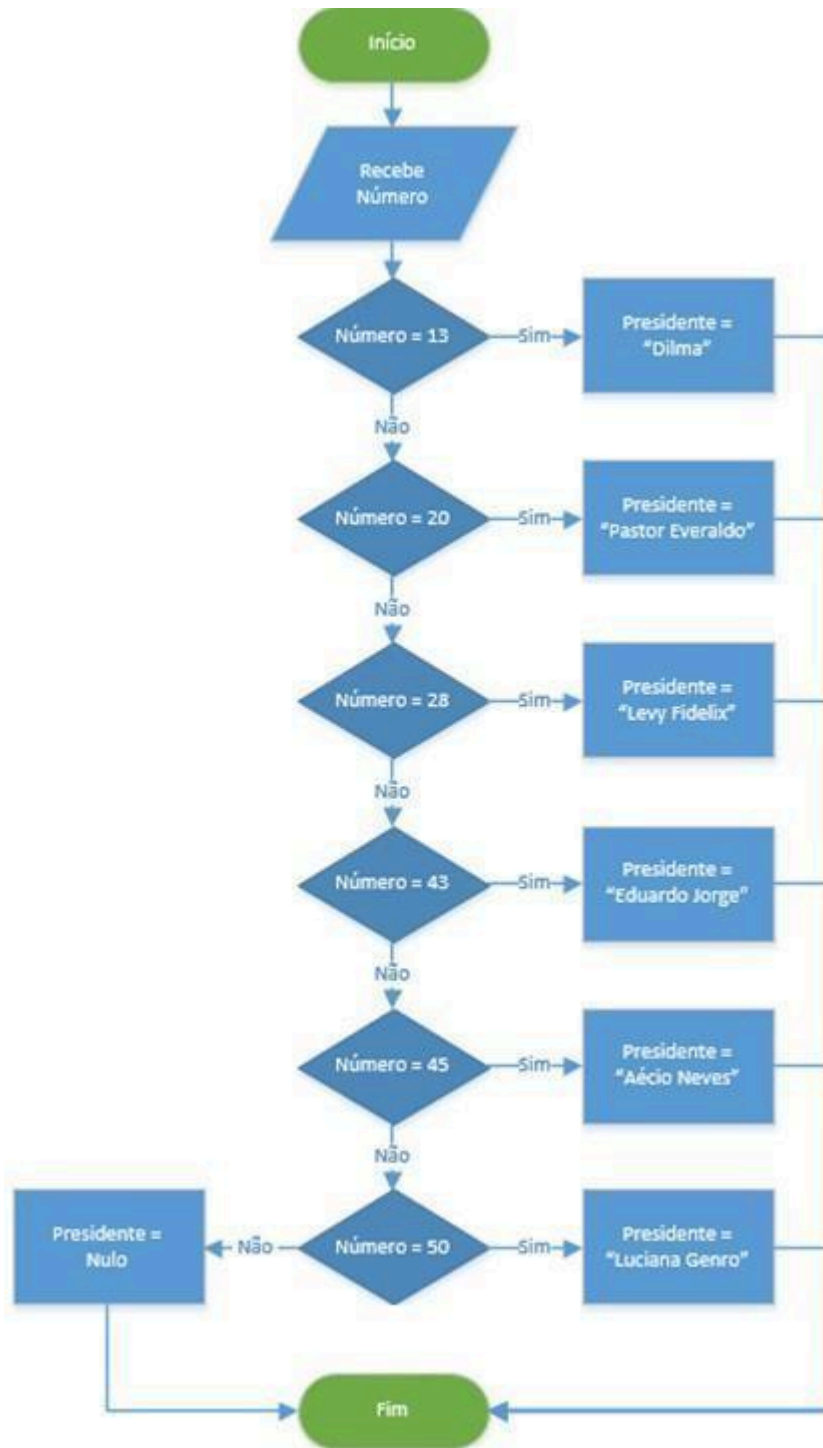 Início
Recebe
Número
Número = 13
Sim
Presidente =
“Dilma”
Não
Número = 20
Sim
Presidente =
“Pastor Everaldo”
Não
Número = 28
Sim
Presidente =
“Levy Fidelix”
Não
Número = 43
Sim
Presidente =
“Eduardo Jorge”
Não
Número = 45
Sim
Presidente =
“Aécio Neves”
Não
Presidente =
Nulo
Não
Número = 50
Sim
Presidente =
“Luciana Genro”
Fim